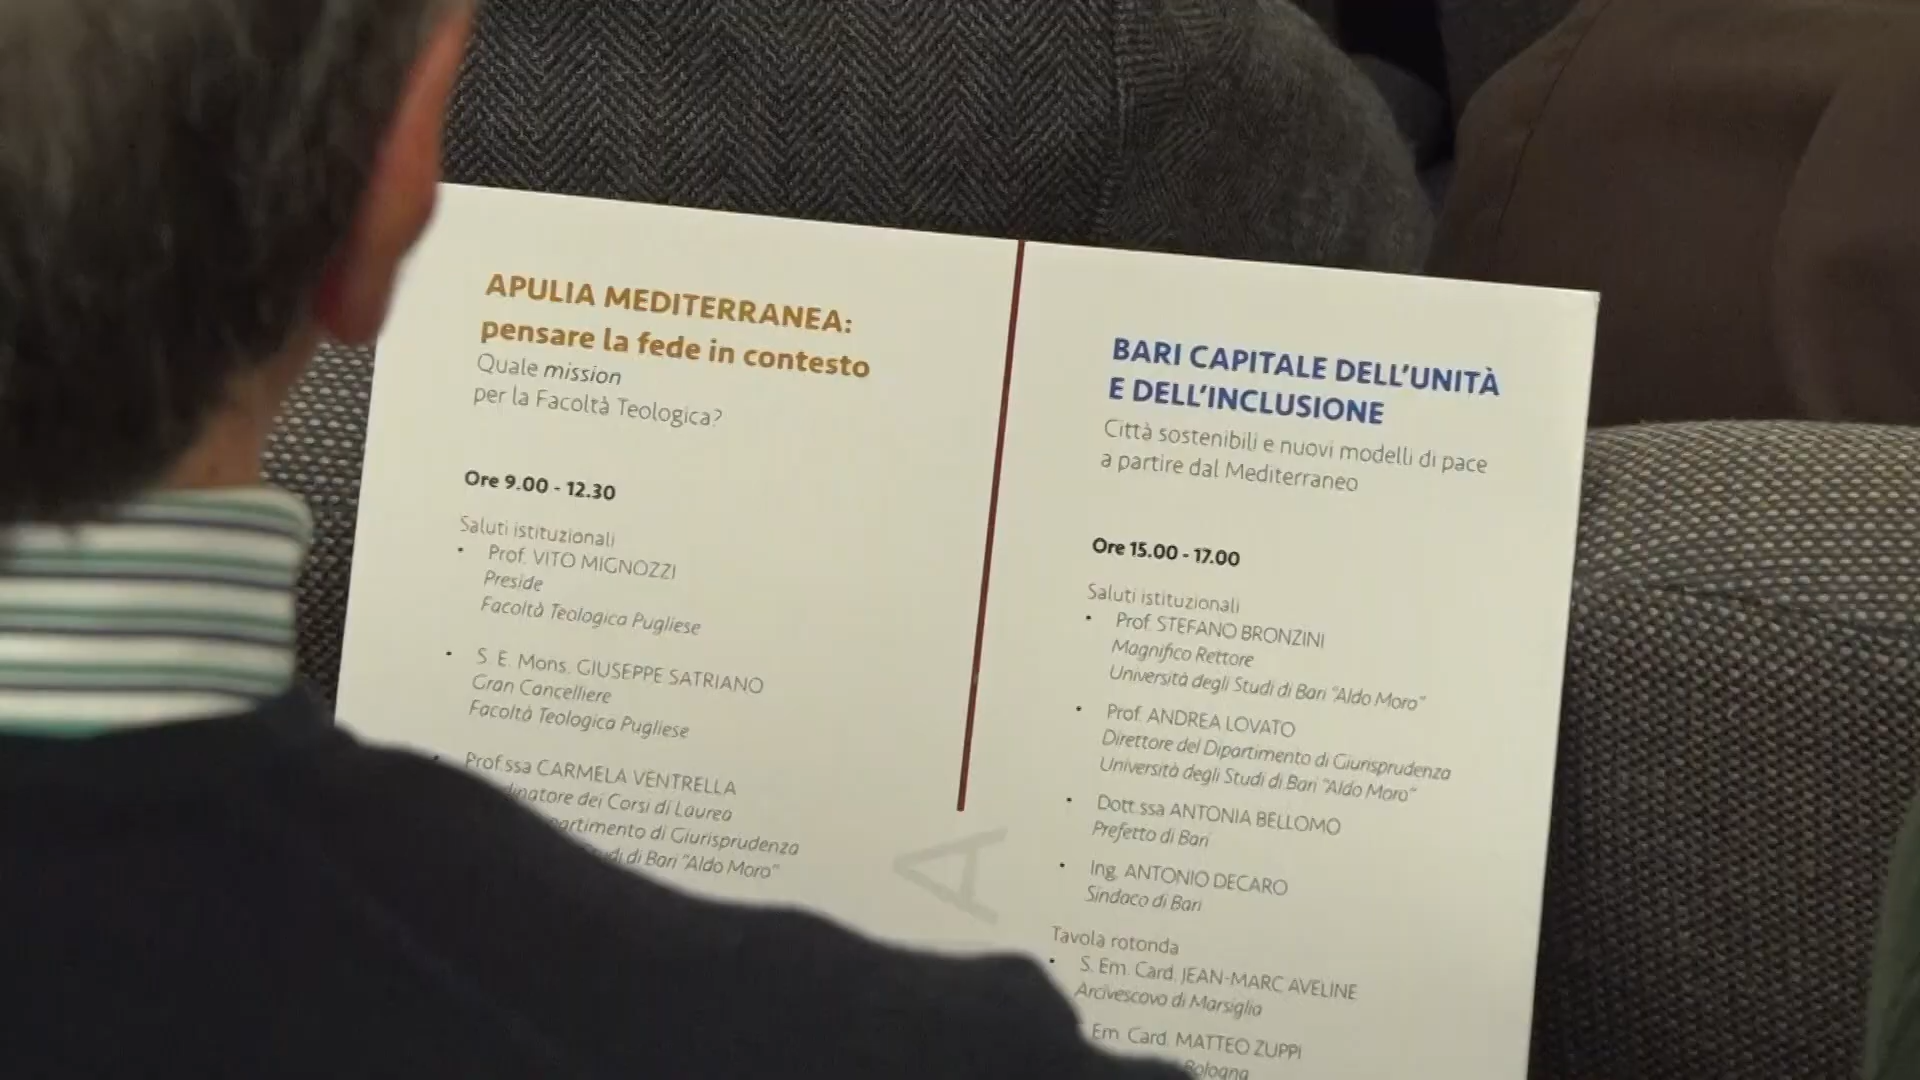 APULIA MEDITERRANEA:
pensare la fede in contesto
Quale mission
per la Facoltà Teologica?
Ore 9.00 - 12.30
Saluti istituzionali
• Prof. VITO MIGNOZZI
Preside
Facoltà Teologica Pugliese
• S. E. Mons. GIUSEPPE SATRIANO
Gran Cancelliere
Facoltà Teologica Pugliese
• Prof.ssa CARMELA VENTRELLA
dei Corsi di Laurea
di Giurisprudenza
di Bari "Aldo Moro"
A
BARI CAPITALE DELL'UNITÀ
E DELL'INCLUSIONE
Città sostenibili e nuovi modelli di pace
a partire dal Mediterraneo
Ore 15.00 - 17.00
Saluti istituzionali
• Prof. STEFANO BRONZINI
Magnifico Rettore
Università degli Studi di Bari "Aldo Moro"
• Prof. ANDREA LOVATO
Direttore del Dipartimento di Giurisprudenza
Università degli Studi di Bari "Aldo Moro"
• Dott.ssa ANTONIA BELLOMO
Prefetto di Bari
• Ing. ANTONIO DECARO
Sindaco di Bari
Tavola rotonda
• S. Em. Card. JEAN-MARC AVELINE
Arcivescovo di Marsiglia
Em. Card. MATTEO ZUPPI
Bologna